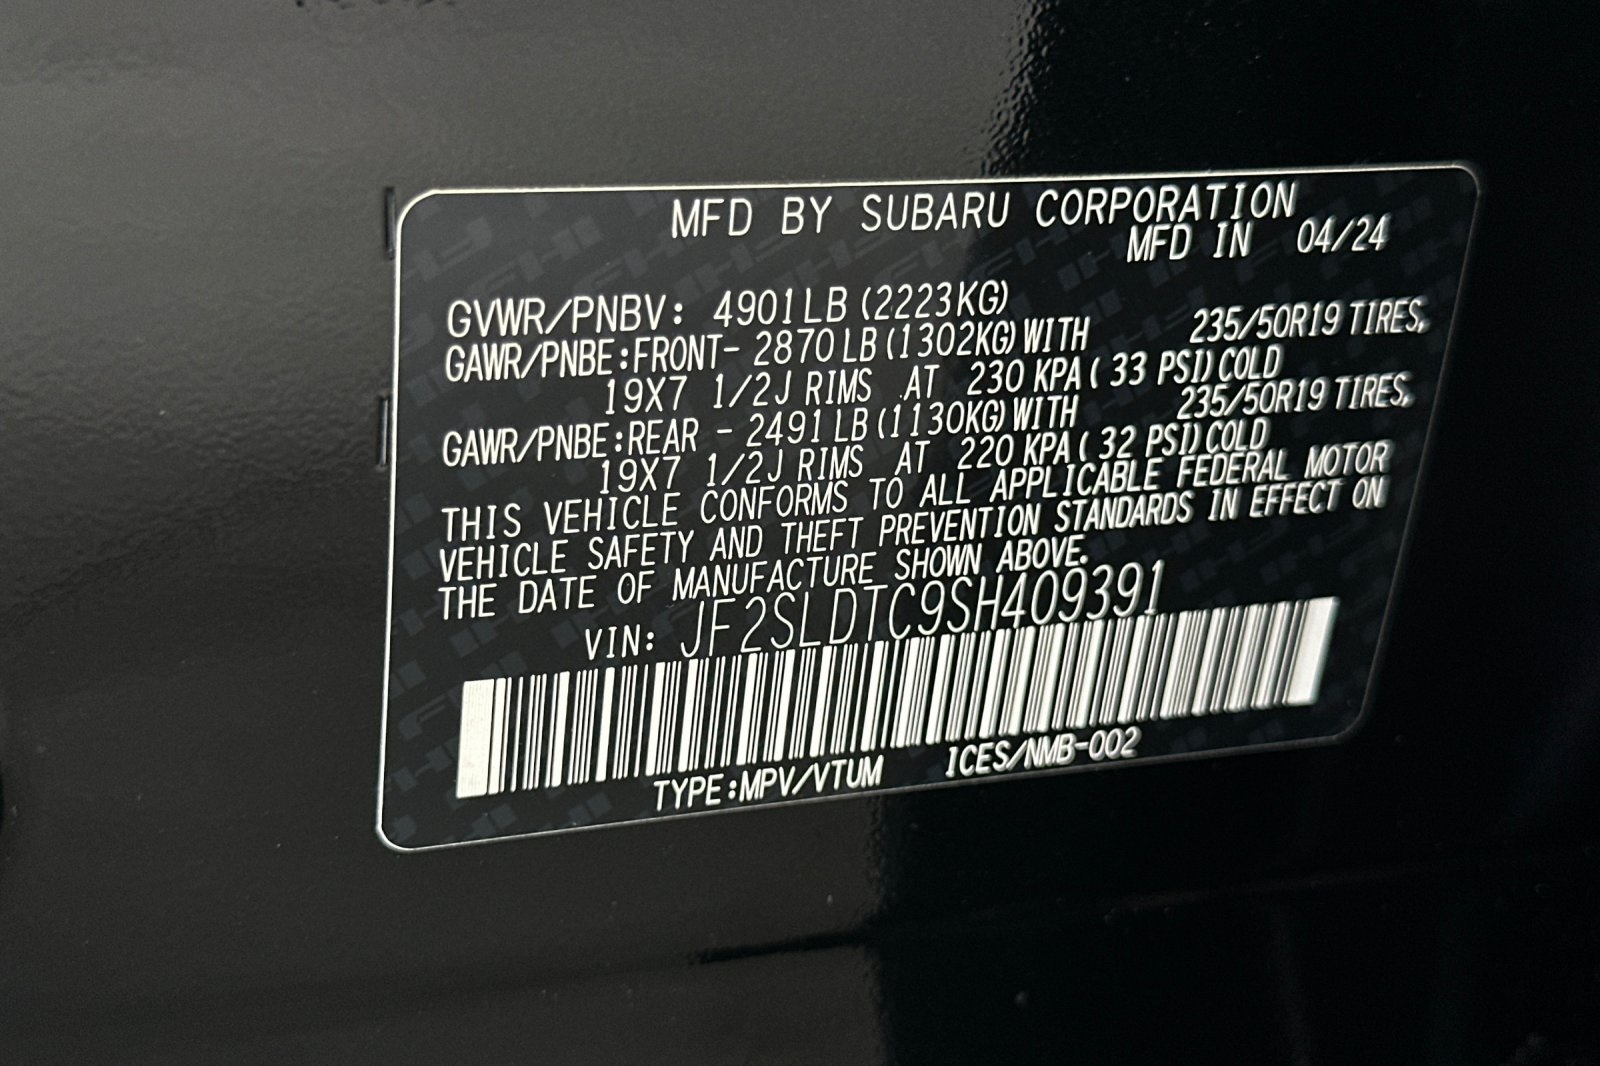 MFD BY SUBARU CORPORATION
MFD IN 04/24
GVWR/PNBV: 4901LB (2223KG)
GAWR/PNBE:FRONT- 2870LB (1302KG) WITH 235/50R19 TIRES,
19X7 1/2J RIMS AT 230 KPA ( 33 PSI) COLD
GAWR/PNBE:REAR - 2491LB (1130KG) WITH 235/50R19 TIRES,
19X7 1/2J RIMS AT 220 KPA ( 32 PSI) COLD
THIS VEHICLE CONFORMS TO ALL APPLICABLE FEDERAL MOTOR
VEHICLE SAFETY AND THEFT PREVENTION STANDARDS IN EFFECT ON
THE DATE OF MANUFACTURE SHOWN ABOVE.
VIN: JF2SLDTC9SH409391
TYPE:MPV/VTUM ICES/NMB-002